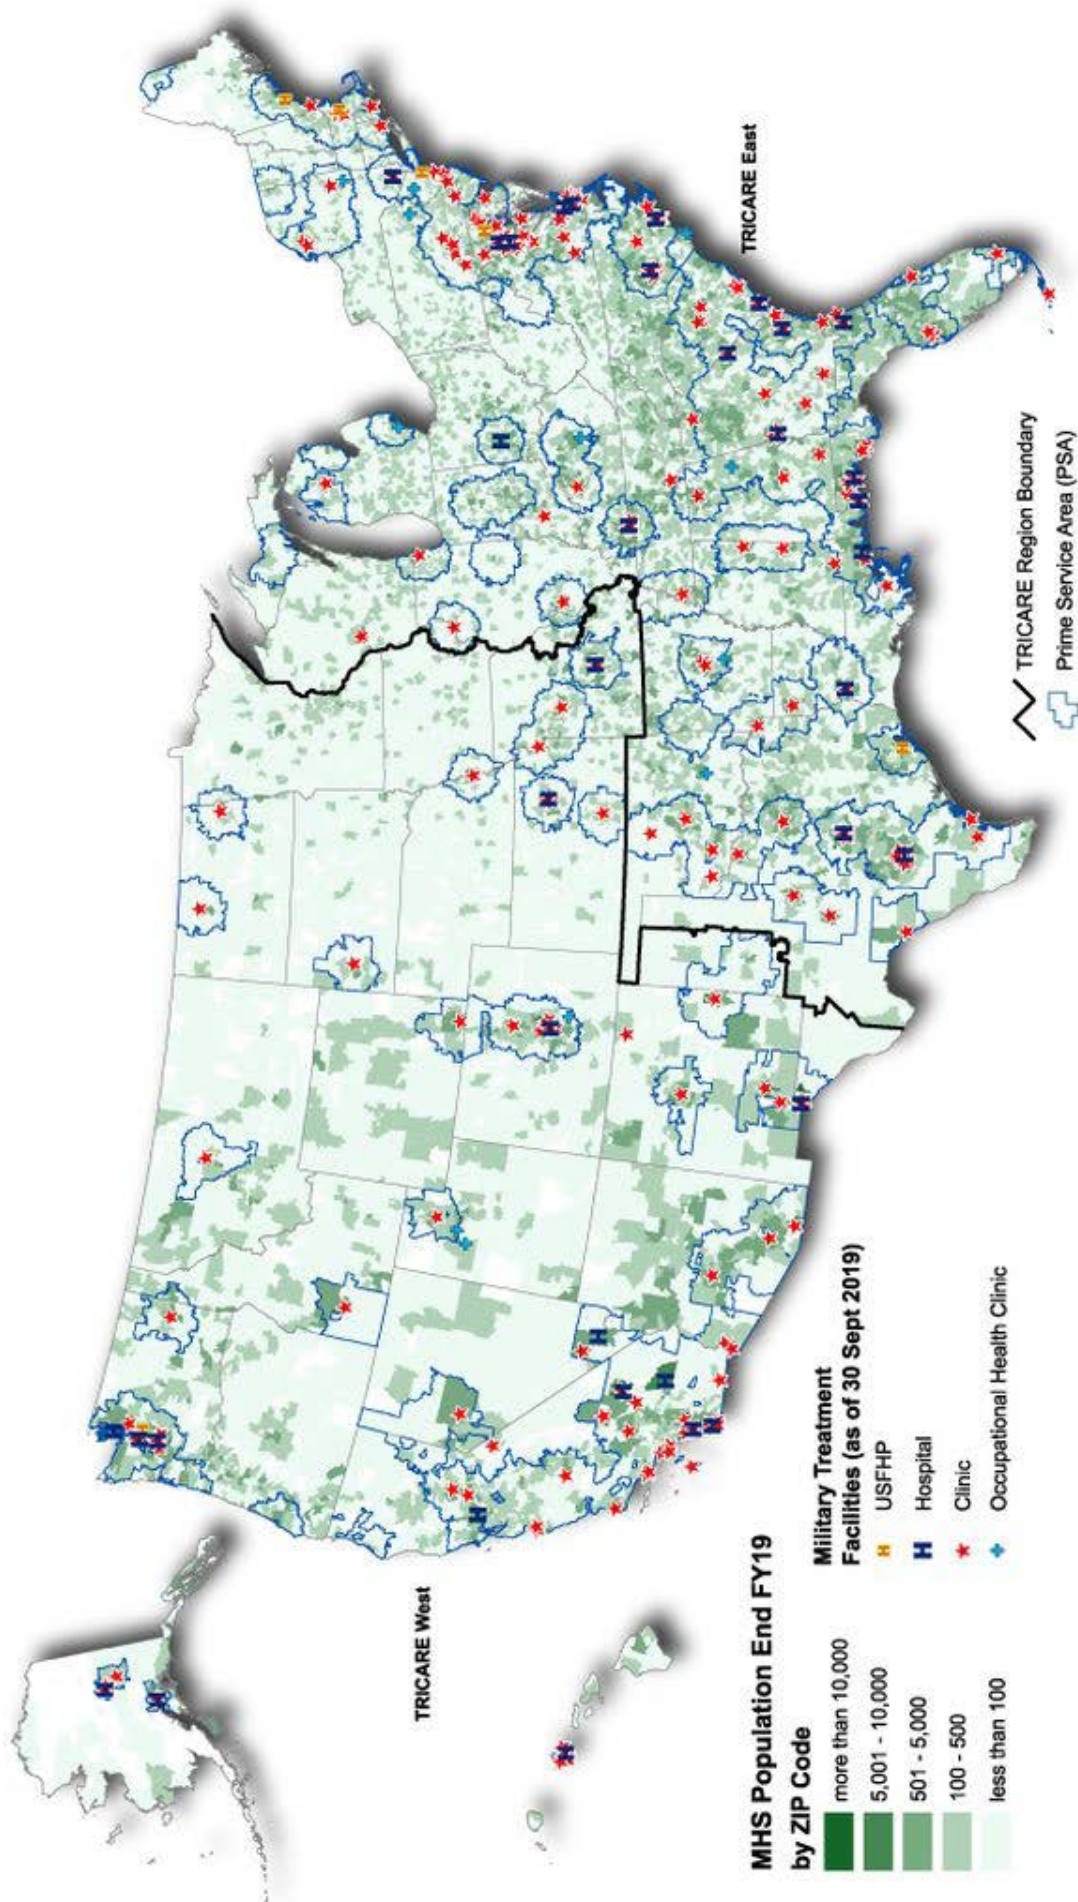 TRICARE West
TRICARE East
MHS Population End FY19
by ZIP Code
more than 10,000
5,001 - 10,000
501 - 5,000
100 - 500
less than 100
Military Treatment
Facilities (as of 30 Sept 2019)
H USFHP
H Hospital
Clinic
Occupational Health Clinic
TRICARE Region Boundary
Prime Service Area (PSA)